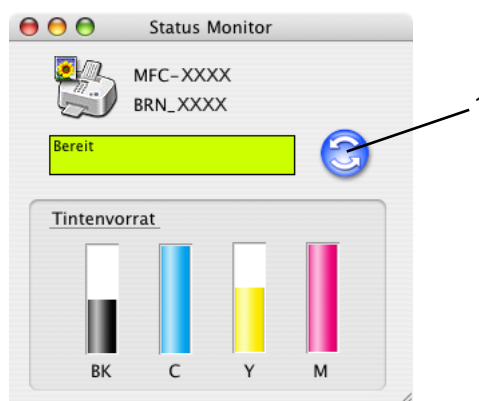 Status Monitor
MFC-XXXX
BRN_XXXX
1
Bereit
Tintenvorrat
BK C Y M